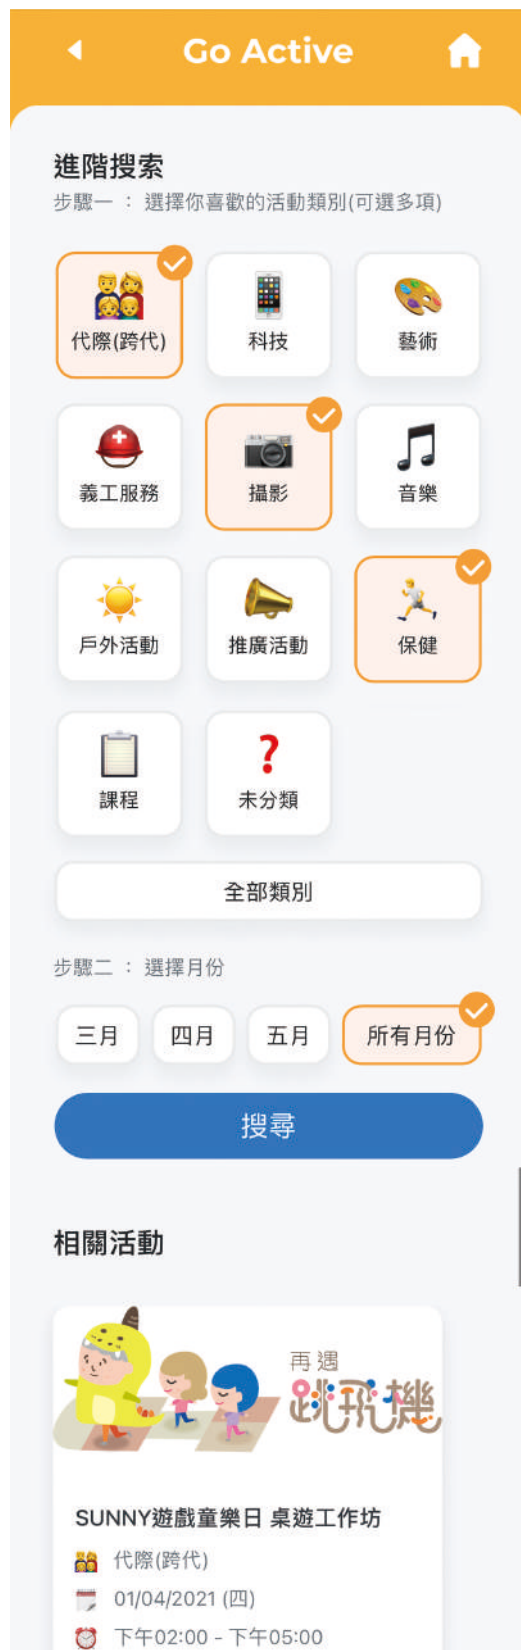 Go Active
進階搜索
步驟一 ： 選擇你喜歡的活動類別(可選多項)
代際(跨代)
科技
藝術
義工服務
攝影
音樂
戶外活動
推廣活動
保健
課程
未分類
全部類別
步驟二 ： 選擇月份
三月
四月
五月
所有月份
搜尋
相關活動
再遇
跳飛機
SUNNY遊戲童樂日 桌遊工作坊
代際(跨代)
01/04/2021 (四)
下午02:00 - 下午05:00